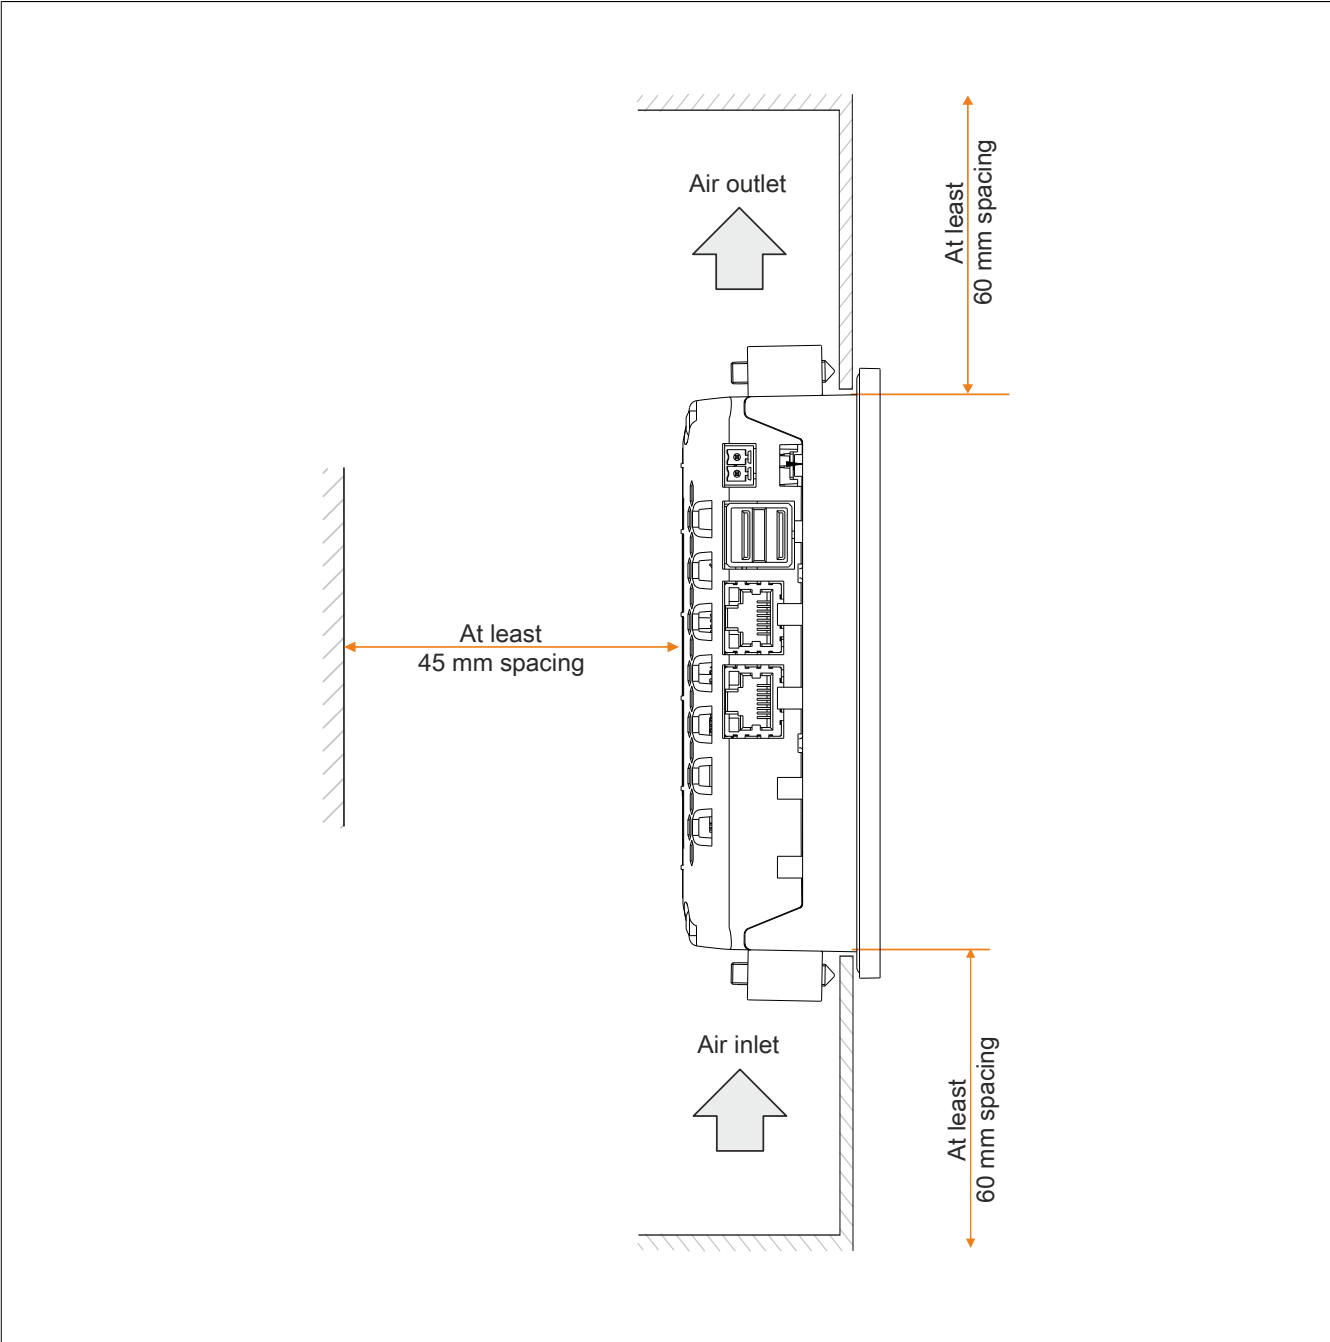 Air outlet
At least
60 mm spacing
At least
45 mm spacing
Air inlet
At least
60 mm spacing